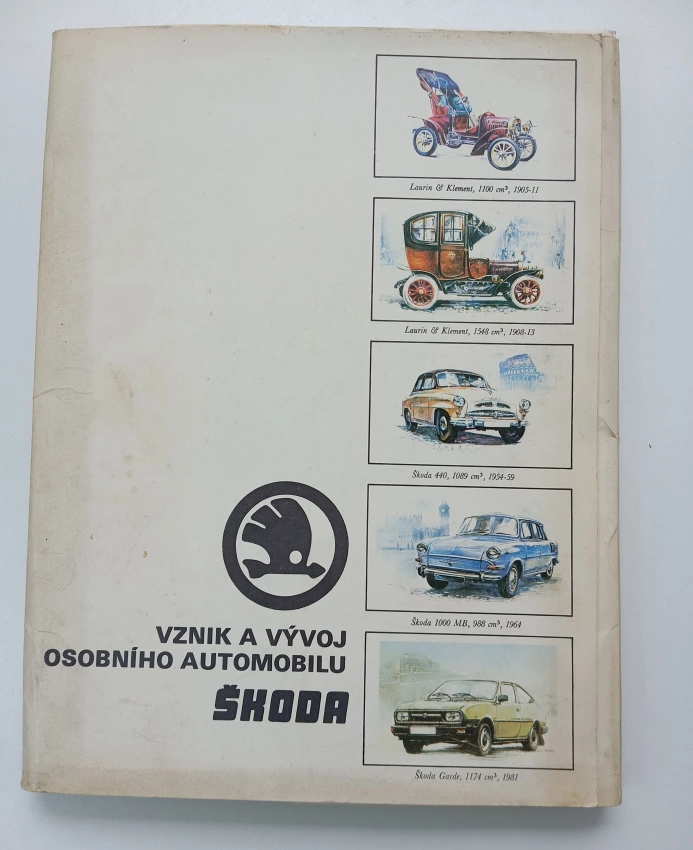 Laurin & Klement, 1100 cm³, 1905-11
Laurin & Klement, 1548 cm³, 1908-13
Škoda 440, 1089 cm³, 1954-59
Škoda 1000 MB, 988 cm³, 1964
Škoda Garde, 1174 cm³, 1981
VZNIK A VÝVOJ
OSOBNÍHO AUTOMOBILU
ŠKODA